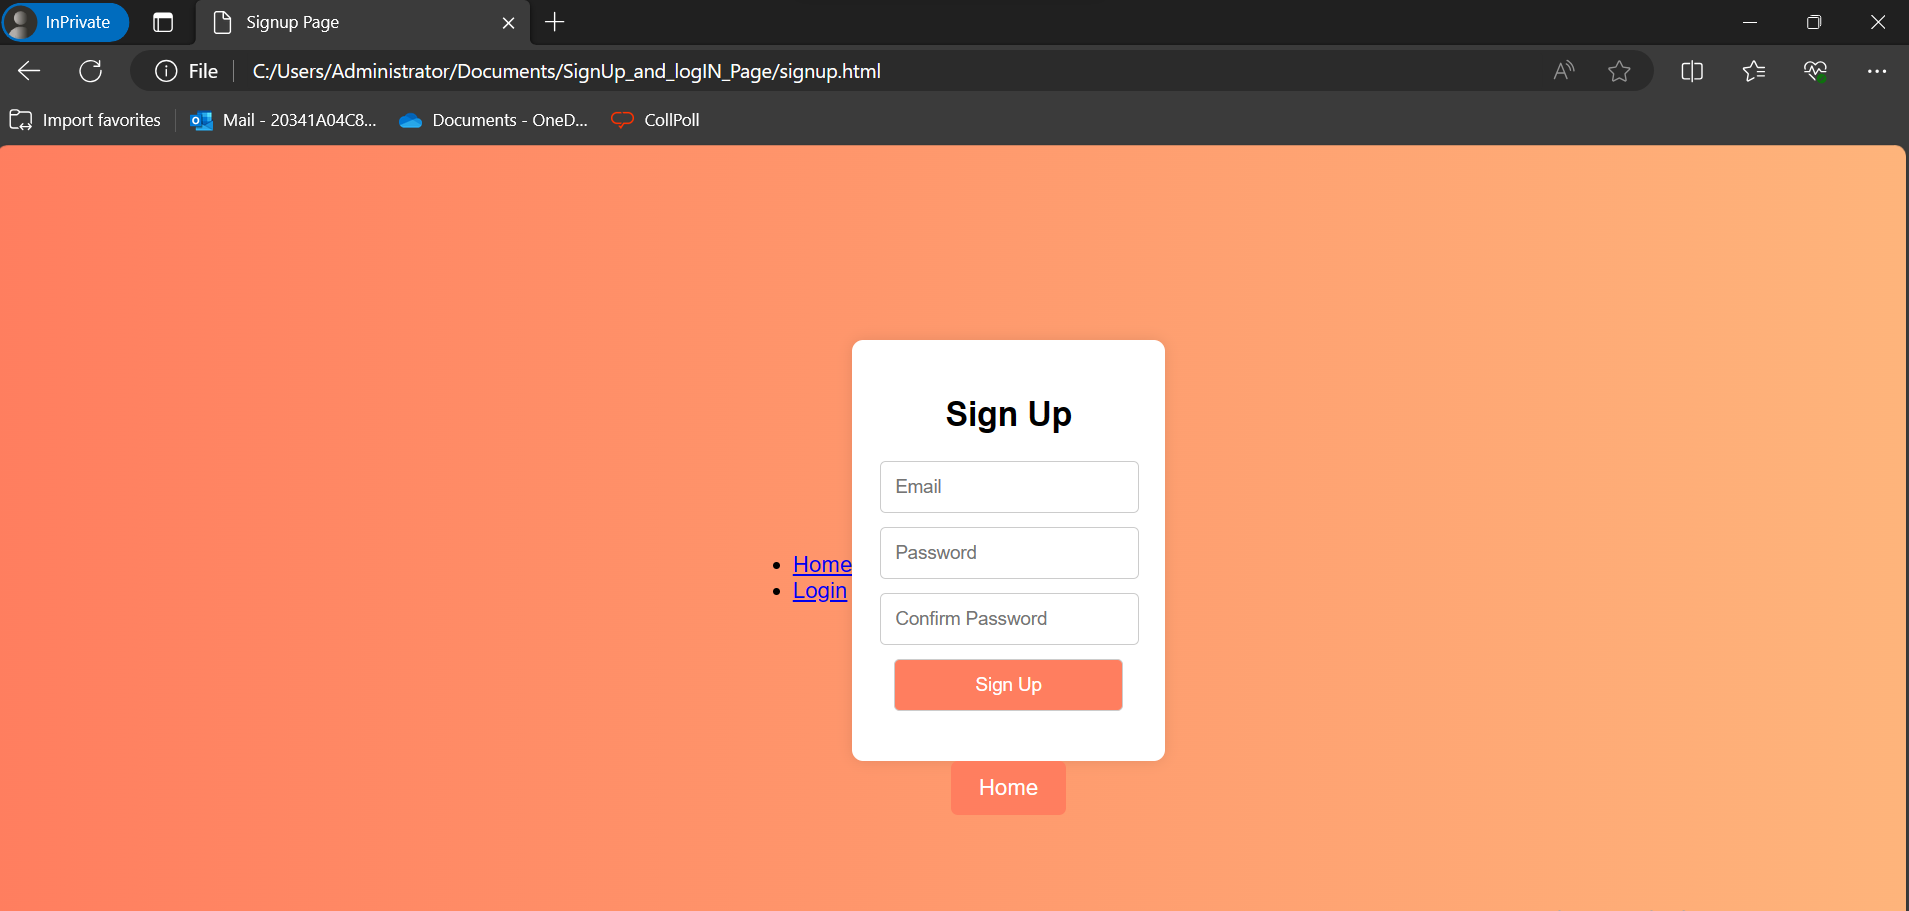 InPrivate
Signup Page
File
C:/Users/Administrator/Documents/SignUp_and_logIN_Page/signup.html
Import favorites
Mail - 20341A04C8...
Documents - OneD...
CollPoll
Sign Up
Email
Password
Confirm Password
Sign Up
Home
Login
Home